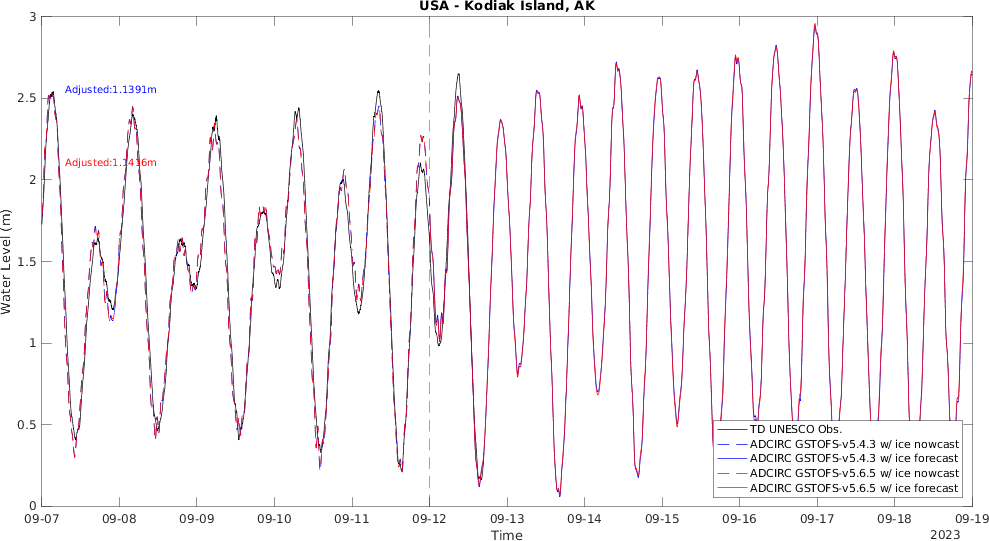 USA - Kodiak Island, AK
Water Level (m)
3
2.5
2
1.5
1
0.5
0
Adjusted:1.1391m
Adjusted:1.1416m
TD UNESCO Obs.
ADCIRC GSTOFS-v5.4.3 w/ ice nowcast
ADCIRC GSTOFS-v5.4.3 w/ ice forecast
ADCIRC GSTOFS-v5.6.5 w/ ice nowcast
ADCIRC GSTOFS-v5.6.5 w/ ice forecast
09-07 09-08 09-09 09-10 09-11 09-12 09-13 09-14 09-15 09-16 09-17 09-18 09-19
Time
2023